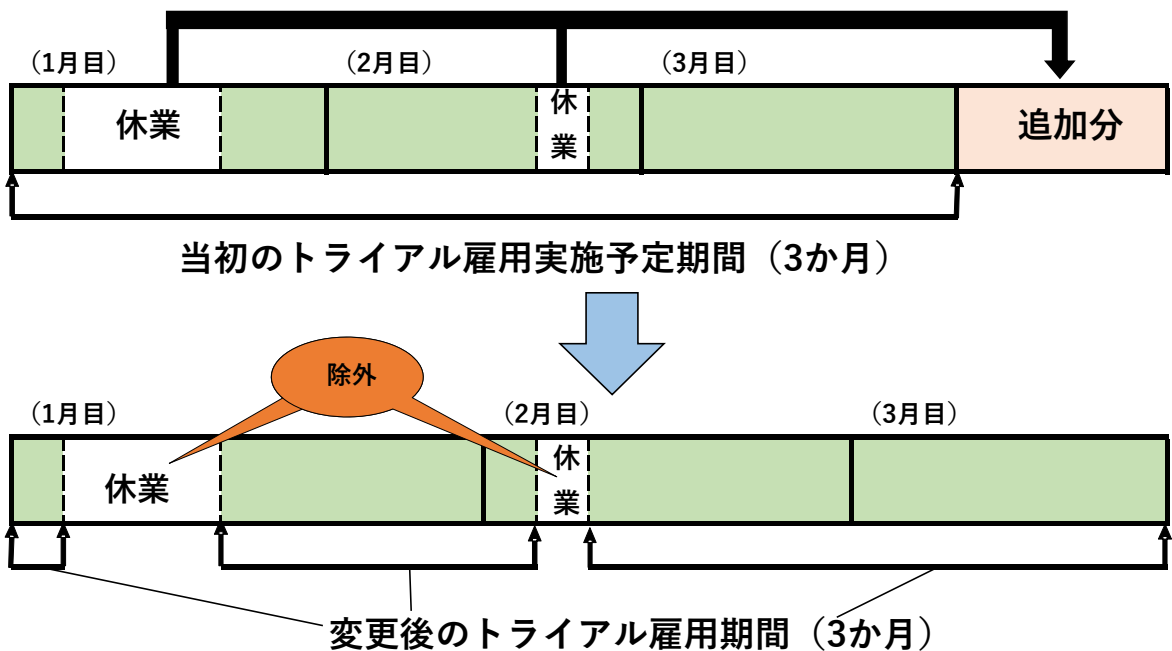 （1月目）
（2月目）
（3月目）
休業
休業
追加分
当初のトライアル雇用実施予定期間（3か月）
除外
（1月目）
（2月目）
（3月目）
休業
休業
変更後のトライアル雇用期間（3か月）